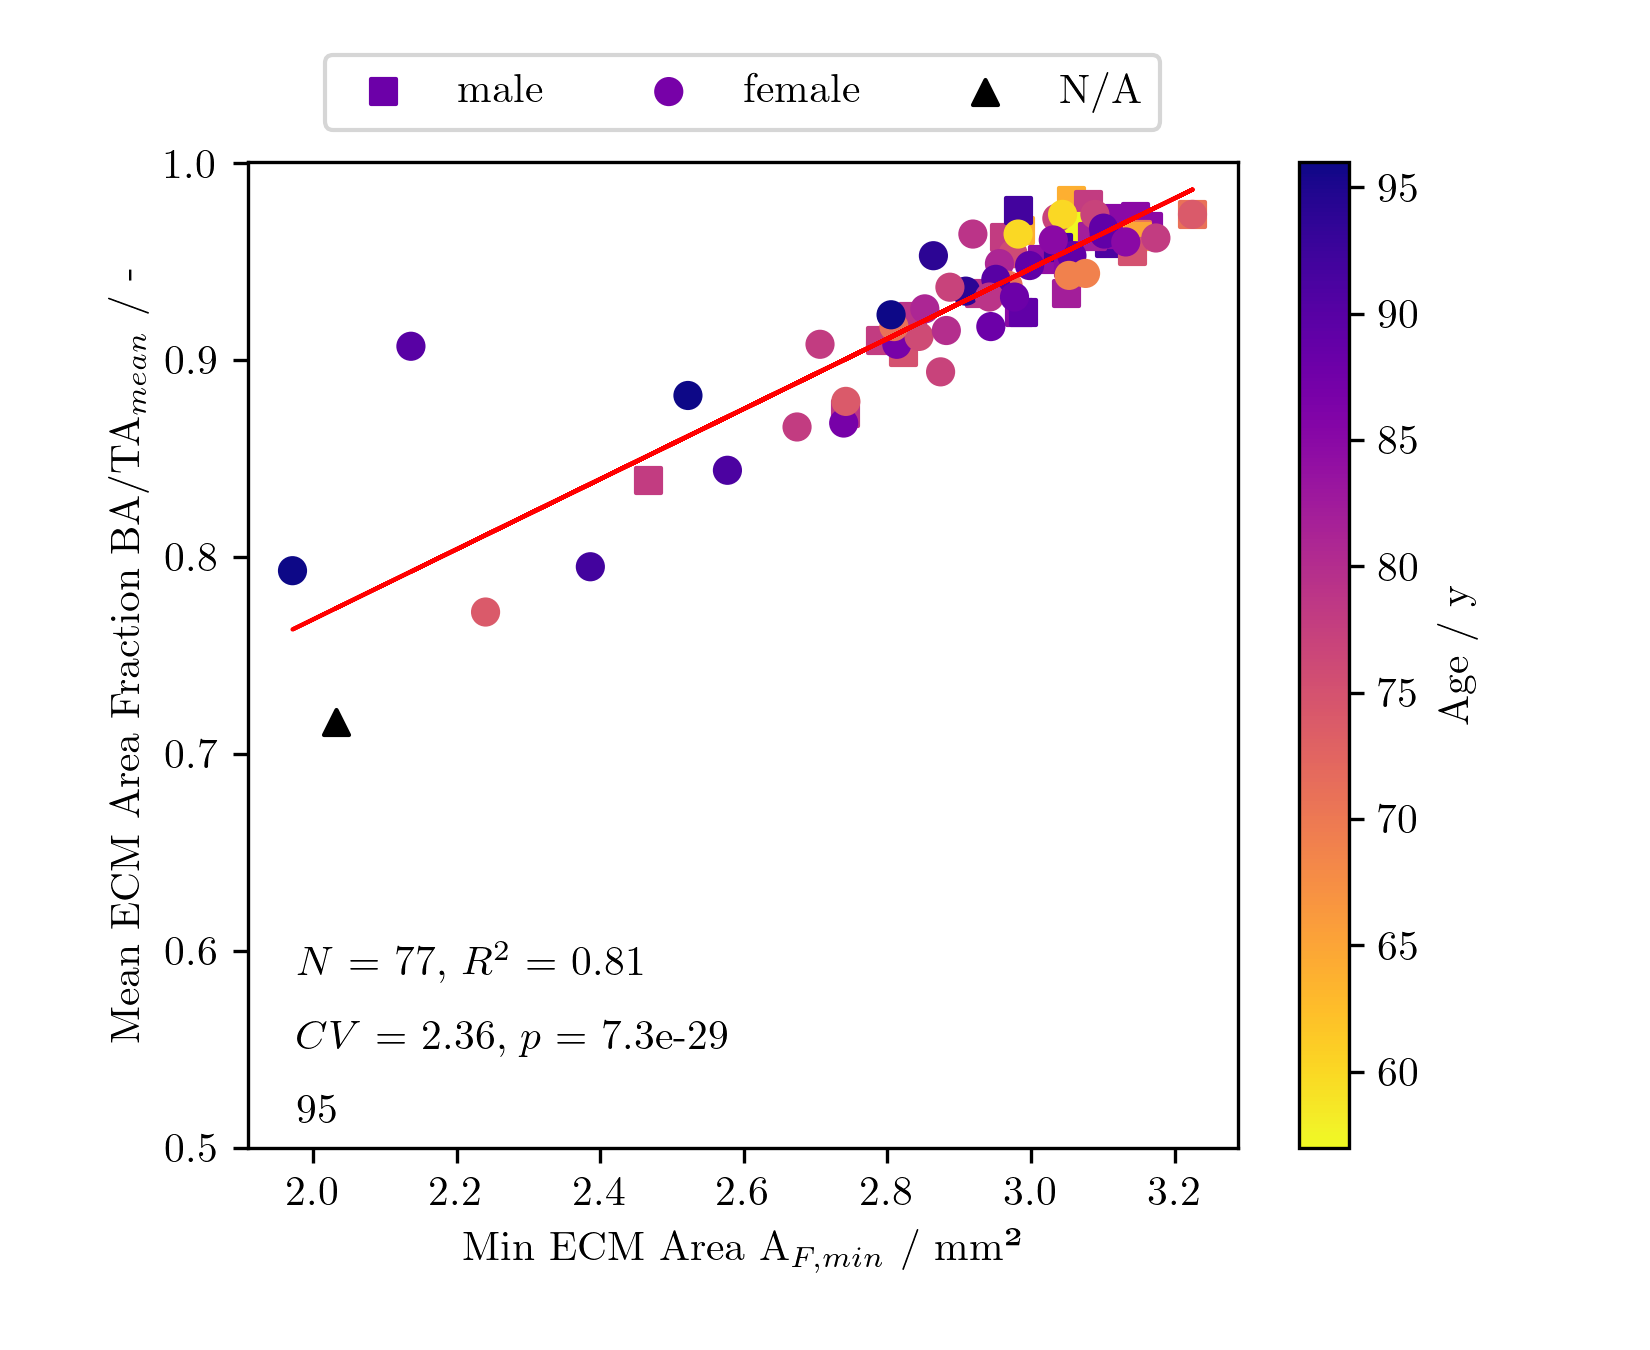 male female N/A
1.0
0.9
0.8
0.7
0.6
0.5
Mean ECM Area Fraction BA/TA_mean / -
N = 77, R² = 0.81
CV = 2.36, p = 7.3e-29
95
2.0 2.2 2.4 2.6 2.8 3.0 3.2
Min ECM Area A_F,min / mm²
95
90
85
80
75
70
65
60
Age / y